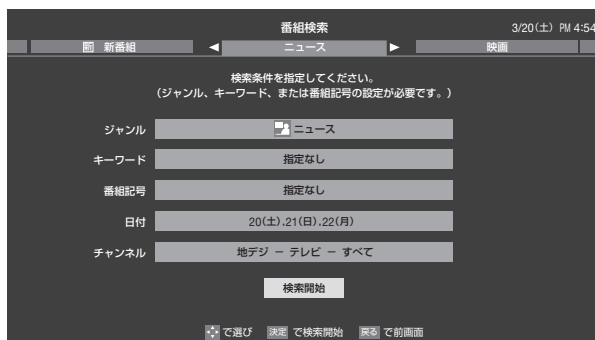 番組検索 3/20(土) PM 4:54
新 新番組 ◀ ニュース ▶ 映画
検索条件を指定してください。
(ジャンル、キーワード、または番組記号の設定が必要です。)
ジャンル ニュース
キーワード 指定なし
番組記号 指定なし
日付 20(土),21(日),22(月)
チャンネル 地デジ − テレビ − すべて
検索開始
で選び 決定 で検索開始 戻る で前画面